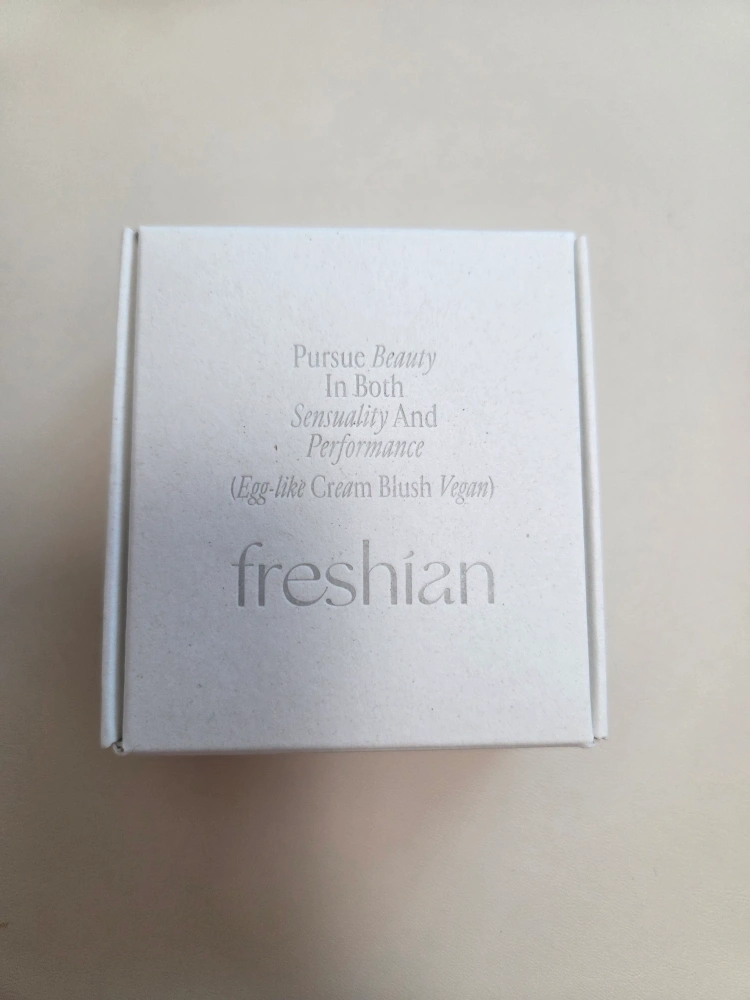 Pursue Beauty
In Both
Sensuality And
Performance
(Egg-like Cream Blush Vegan)
freshian